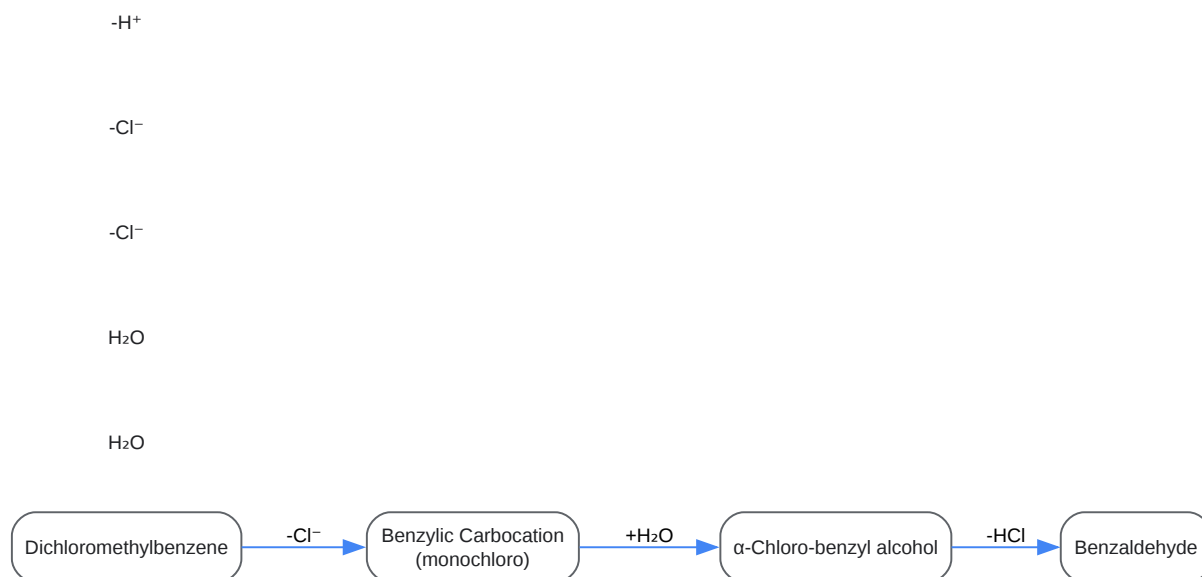 -H⁺
-Cl⁻
-Cl⁻
H₂O
H₂O
Dichloromethylbenzene
-Cl⁻
Benzylic Carbocation
(monochloro)
+H₂O
α-Chloro-benzyl alcohol
-HCl
Benzaldehyde